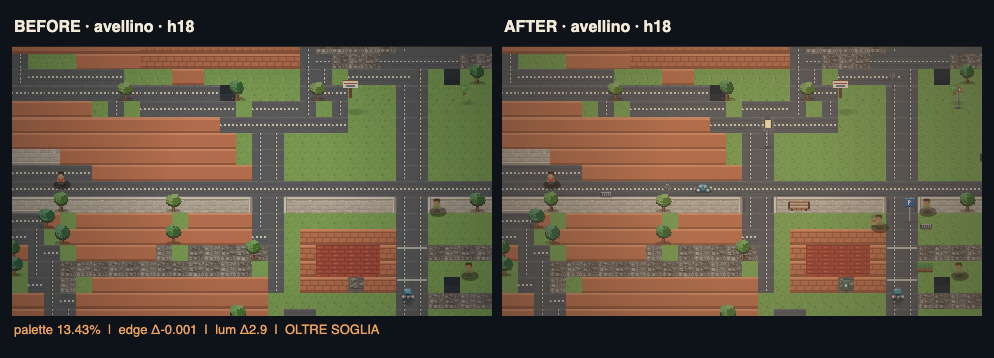 BEFORE · avellino · h18
AFTER · avellino · h18
P
palette 13.43% | edge Δ-0.001 | lum Δ2.9 | OLTRE SOGLIA